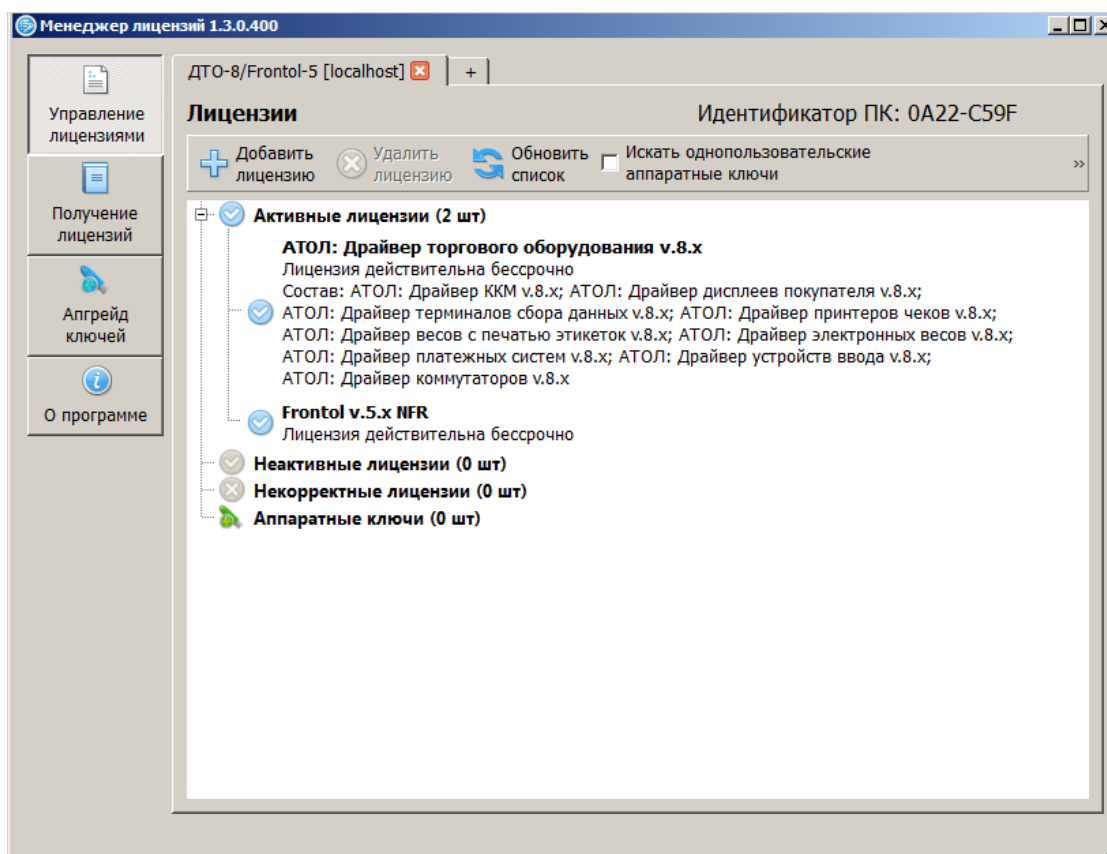 Менеджер лицензий 1.3.0.400
Управление
лицензиями
Получение
лицензий
Апгрейд
ключей
О программе
ДТО-8/Frontol-5 [localhost]
+
Лицензии
Идентификатор ПК: 0A22-C59F
Добавить
лицензию
Удалить
лицензию
Обновить
список
Искать однопользовательские
аппаратные ключи
»
Активные лицензии (2 шт)
АТОЛ: Драйвер торгового оборудования v.8.x
Лицензия действительна бессрочно
Состав: АТОЛ: Драйвер ККМ v.8.x; АТОЛ: Драйвер дисплеев покупателя v.8.x;
АТОЛ: Драйвер терминалов сбора данных v.8.x; АТОЛ: Драйвер принтеров чеков v.8.x;
АТОЛ: Драйвер весов с печатью этикеток v.8.x; АТОЛ: Драйвер электронных весов v.8.x;
АТОЛ: Драйвер платежных систем v.8.x; АТОЛ: Драйвер устройств ввода v.8.x;
АТОЛ: Драйвер коммутаторов v.8.x
Frontol v.5.x NFR
Лицензия действительна бессрочно
Неактивные лицензии (0 шт)
Некорректные лицензии (0 шт)
Аппаратные ключи (0 шт)